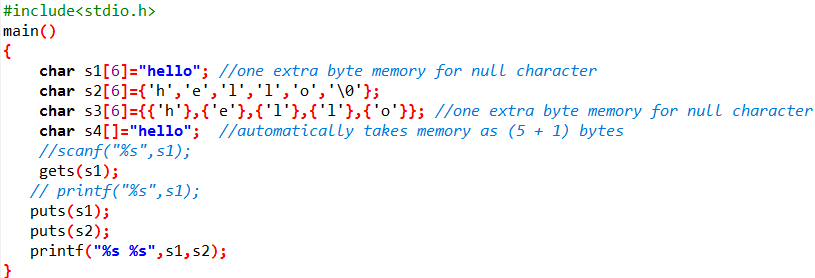 #include<stdio.h>
main()
{
char s1[6]="hello"; //one extra byte memory for null character
char s2[6]={'h','e','l','l','o','\0'};
char s3[6]={{'h'},{'e'},{'l'},{'l'},{'o'}}; //one extra byte memory for null character
char s4[]="hello";  //automatically takes memory as (5 + 1) bytes
//scanf("%s",s1);
gets(s1);
// printf("%s",s1);
puts(s1);
puts(s2);
printf("%s %s",s1,s2);
}